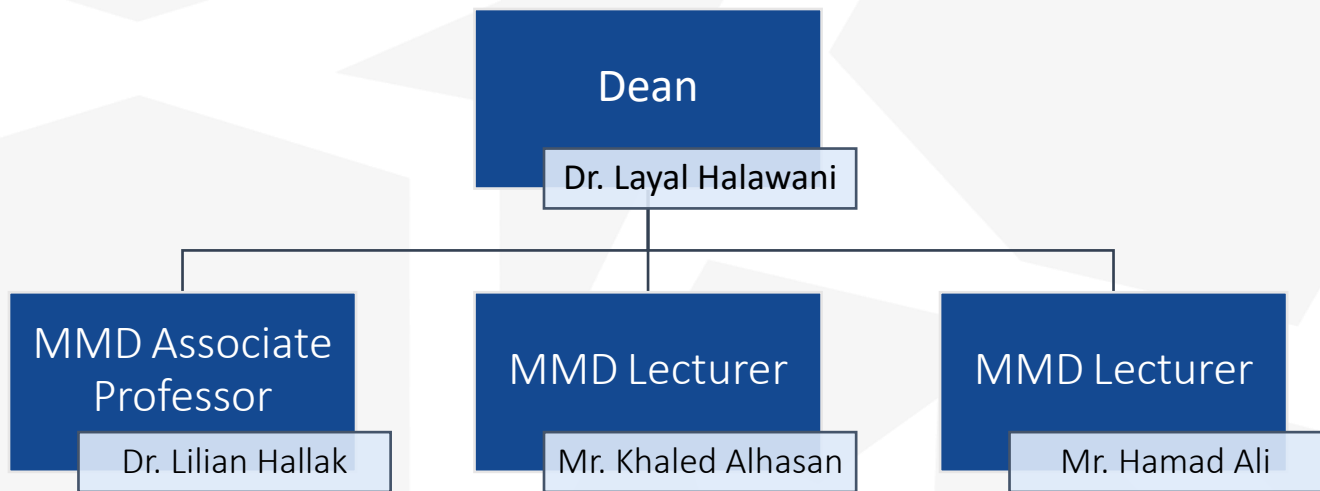 Dean
Dr. Layal Halawani
MMD Associate
Professor
Dr. Lilian Hallak
MMD Lecturer
Mr. Khaled Alhasan
MMD Lecturer
Mr. Hamad Ali